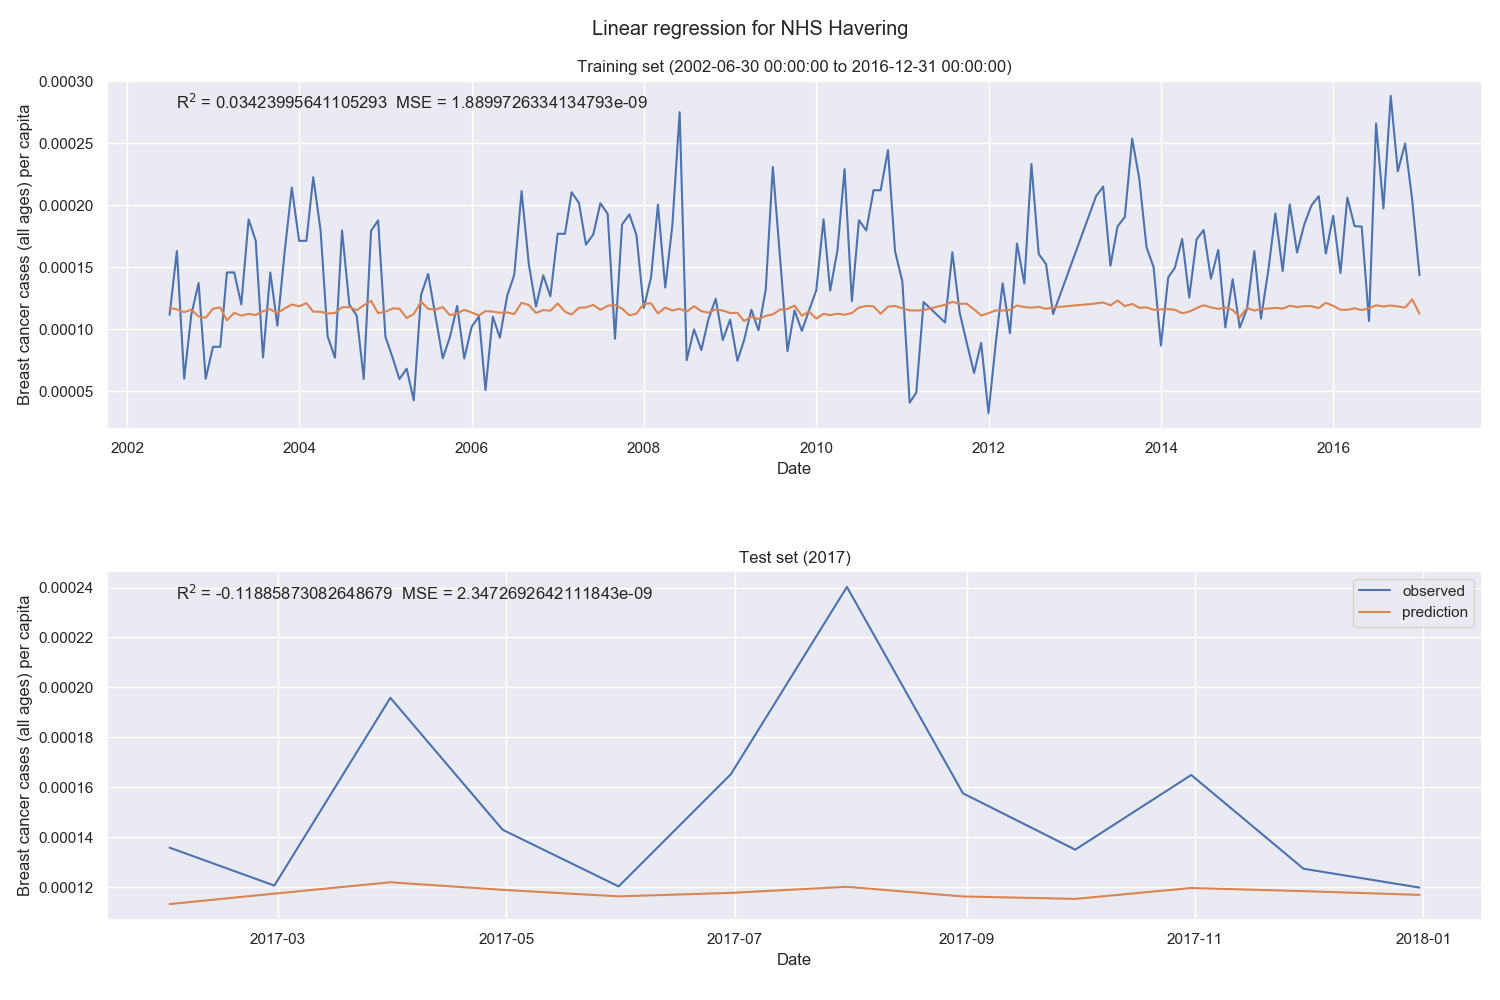 Linear regression for NHS Havering
Training set (2002-06-30 00:00:00 to 2016-12-31 00:00:00)
R² = 0.03423995641105293  MSE = 1.8899726334134793e-09
Breast cancer cases (all ages) per capita
0.00030
0.00025
0.00020
0.00015
0.00010
0.00005
2002 2004 2006 2008 2010 2012 2014 2016
Date
Test set (2017)
R² = -0.11885873082648679  MSE = 2.3472692642111843e-09
observed
prediction
Breast cancer cases (all ages) per capita
0.00024
0.00022
0.00020
0.00018
0.00016
0.00014
0.00012
2017-03 2017-05 2017-07 2017-09 2017-11 2018-01
Date